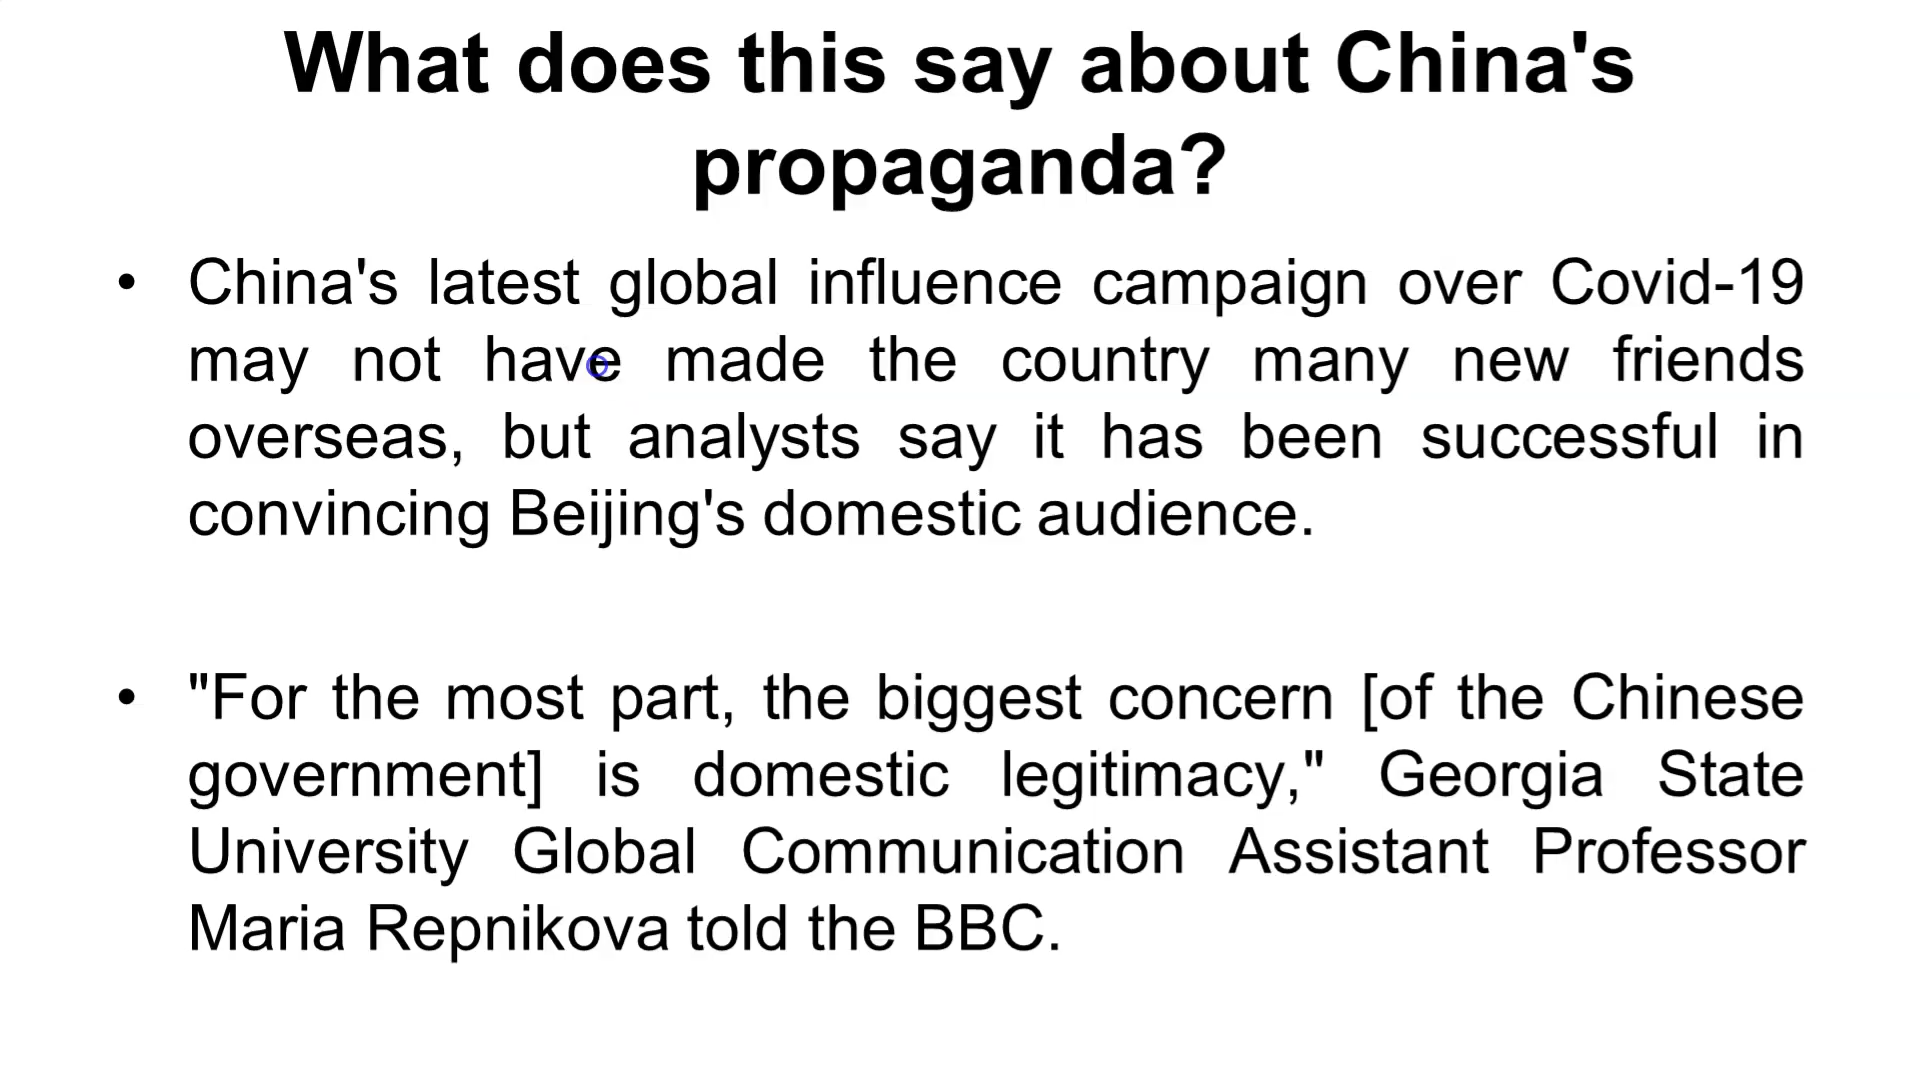 What does this say about China's
propaganda?
• China's latest global influence campaign over Covid-19
may not have made the country many new friends
overseas, but analysts say it has been successful in
convincing Beijing's domestic audience.
• "For the most part, the biggest concern [of the Chinese
government] is domestic legitimacy," Georgia State
University Global Communication Assistant Professor
Maria Repnikova told the BBC.